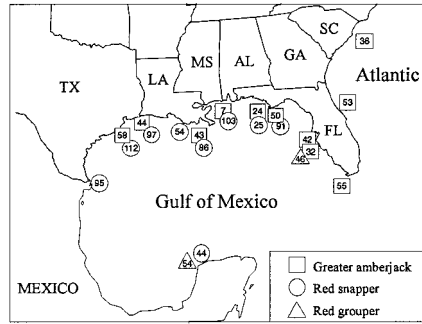 SC
36
MS
AL
GA
LA
TX
Atlantic
7
103
24
50
53
44
58
97
54
43
25
91
FL
42
112
86
32
46
95
55
Gulf of Mexico
44
54
MEXICO
Greater amberjack
Red snapper
Red grouper